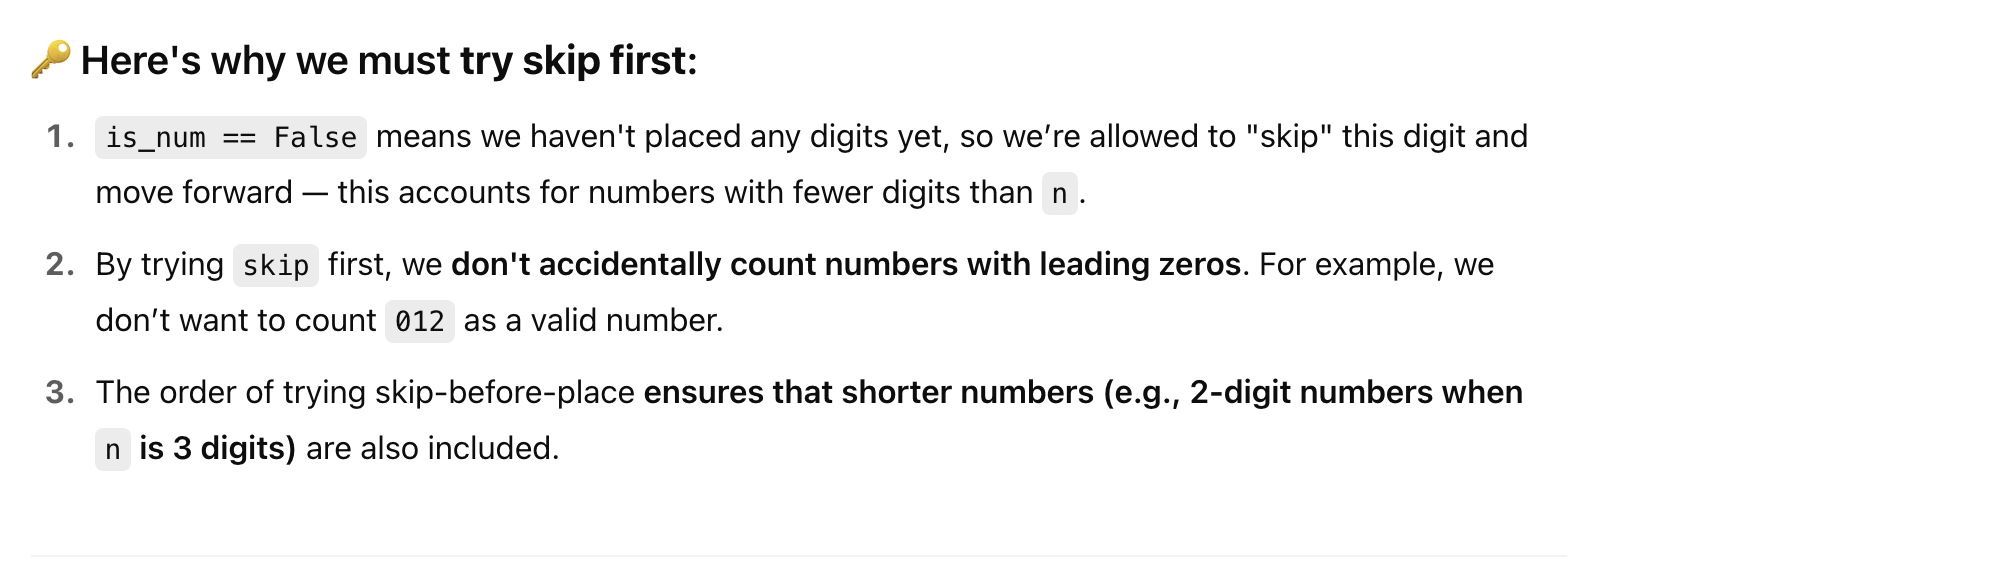 🔑 Here's why we must try skip first:
1. is_num == False means we haven't placed any digits yet, so we’re allowed to "skip" this digit and
move forward — this accounts for numbers with fewer digits than n.
2. By trying skip first, we don't accidentally count numbers with leading zeros. For example, we
don’t want to count 012 as a valid number.
3. The order of trying skip-before-place ensures that shorter numbers (e.g., 2-digit numbers when
n is 3 digits) are also included.